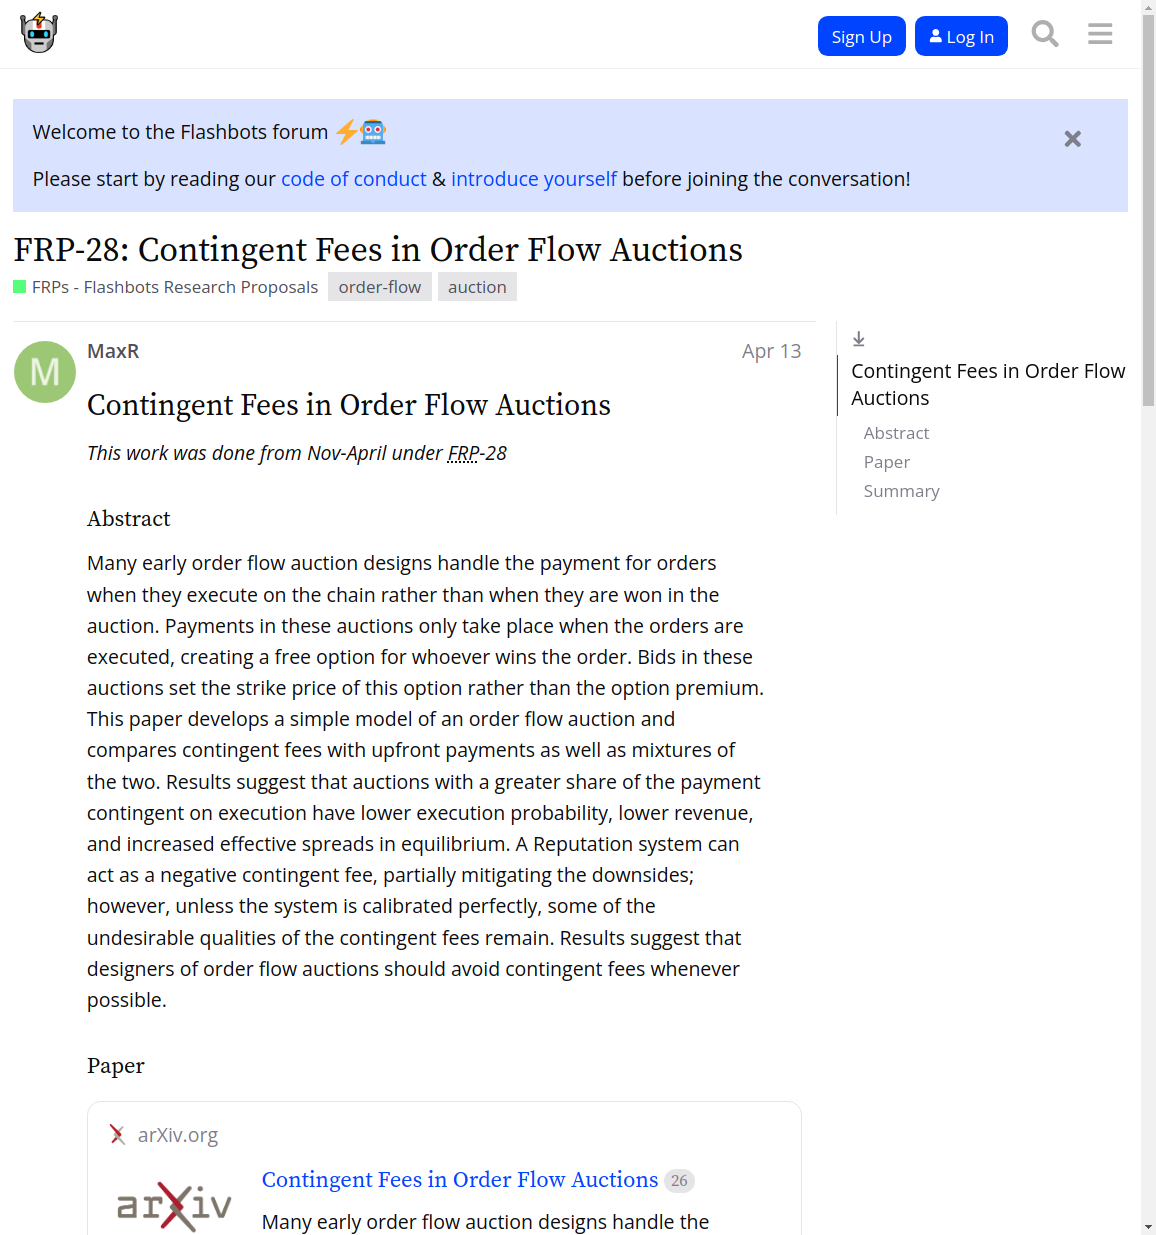 Sign Up
Log In
Welcome to the Flashbots forum
Please start by reading our code of conduct & introduce yourself before joining the conversation!
FRP-28: Contingent Fees in Order Flow Auctions
FRPs - Flashbots Research Proposals order-flow auction
M
MaxR Apr 13
Contingent Fees in Order Flow Auctions
This work was done from Nov-April under FRP-28
Abstract
Many early order flow auction designs handle the payment for orders
when they execute on the chain rather than when they are won in the
auction. Payments in these auctions only take place when the orders are
executed, creating a free option for whoever wins the order. Bids in these
auctions set the strike price of this option rather than the option premium.
This paper develops a simple model of an order flow auction and
compares contingent fees with upfront payments as well as mixtures of
the two. Results suggest that auctions with a greater share of the payment
contingent on execution have lower execution probability, lower revenue,
and increased effective spreads in equilibrium. A Reputation system can
act as a negative contingent fee, partially mitigating the downsides;
however, unless the system is calibrated perfectly, some of the
undesirable qualities of the contingent fees remain. Results suggest that
designers of order flow auctions should avoid contingent fees whenever
possible.
Paper
arXiv.org
arXiv
Contingent Fees in Order Flow Auctions 26
Many early order flow auction designs handle the
Contingent Fees in Order Flow
Auctions
Abstract
Paper
Summary